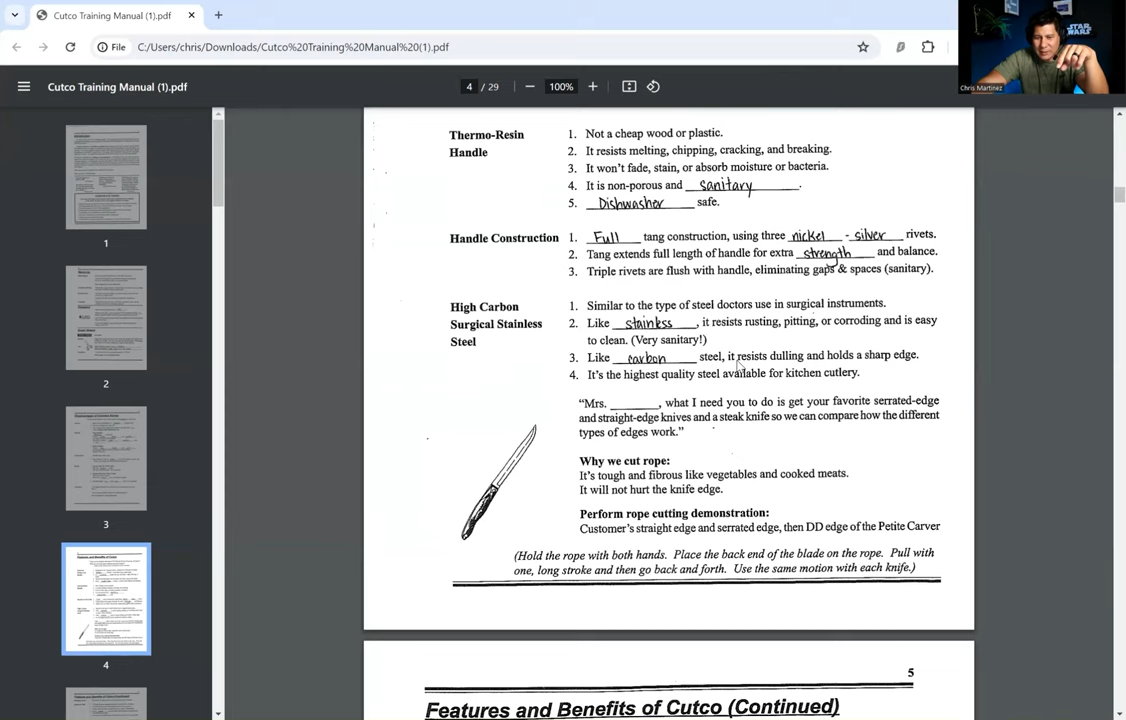 Cutco Training Manual (1).pdf
File
C:/Users/chris/Downloads/Cutco%20Training%20Manual%20(1).pdf
STAR WARS
Chris Martinez
Cutco Training Manual (1).pdf
4 / 29
100%
1
2
3
4
Thermo-Resin Handle
1. Not a cheap wood or plastic.
2. It resists melting, chipping, cracking, and breaking.
3. It won't fade, stain, or absorb moisture or bacteria.
4. It is non-porous and sanitary.
5. Dishwasher safe.
Handle Construction
1. Full tang construction, using three nickel - silver rivets.
2. Tang extends full length of handle for extra strength and balance.
3. Triple rivets are flush with handle, eliminating gaps & spaces (sanitary).
High Carbon
Surgical Stainless
Steel
1. Similar to the type of steel doctors use in surgical instruments.
2. Like stainless, it resists rusting, pitting, or corroding and is easy
to clean. (Very sanitary!)
3. Like carbon steel, it resists dulling and holds a sharp edge.
4. It's the highest quality steel available for kitchen cutlery.
"Mrs. ________, what I need you to do is get your favorite serrated-edge
and straight-edge knives and a steak knife so we can compare how the different
types of edges work."
Why we cut rope:
It's tough and fibrous like vegetables and cooked meats.
It will not hurt the knife edge.
Perform rope cutting demonstration:
Customer's straight edge and serrated edge, then DD edge of the Petite Carver
(Hold the rope with both hands. Place the back end of the blade on the rope. Pull with
one, long stroke and then go back and forth. Use the same motion with each knife.)
5
Features and Benefits of Cutco (Continued)